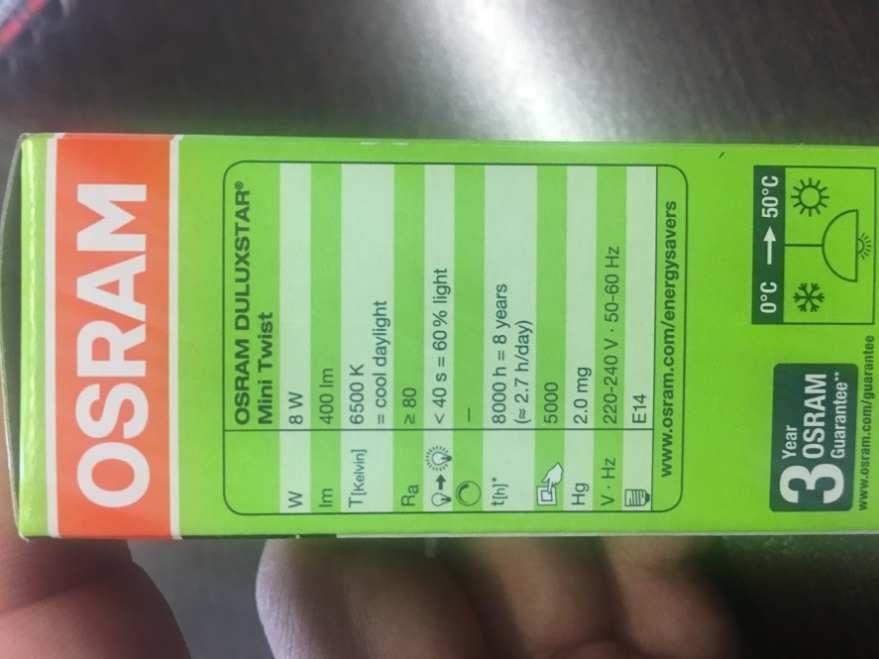 OSRAM
OSRAM DULUXSTAR®
Mini Twist
W 8 W
lm 400 lm
T[Kelvin] 6500 K
= cool daylight
Ra ≥ 80
< 40 s = 60 % light
–
t[h]* 8000 h = 8 years
(≈ 2.7 h/day)
5000
Hg 2.0 mg
V · Hz 220-240 V · 50-60 Hz
E14
www.osram.com/energysavers
3 Year
OSRAM
Guarantee**
www.osram.com/guarantee
0°C → 50°C